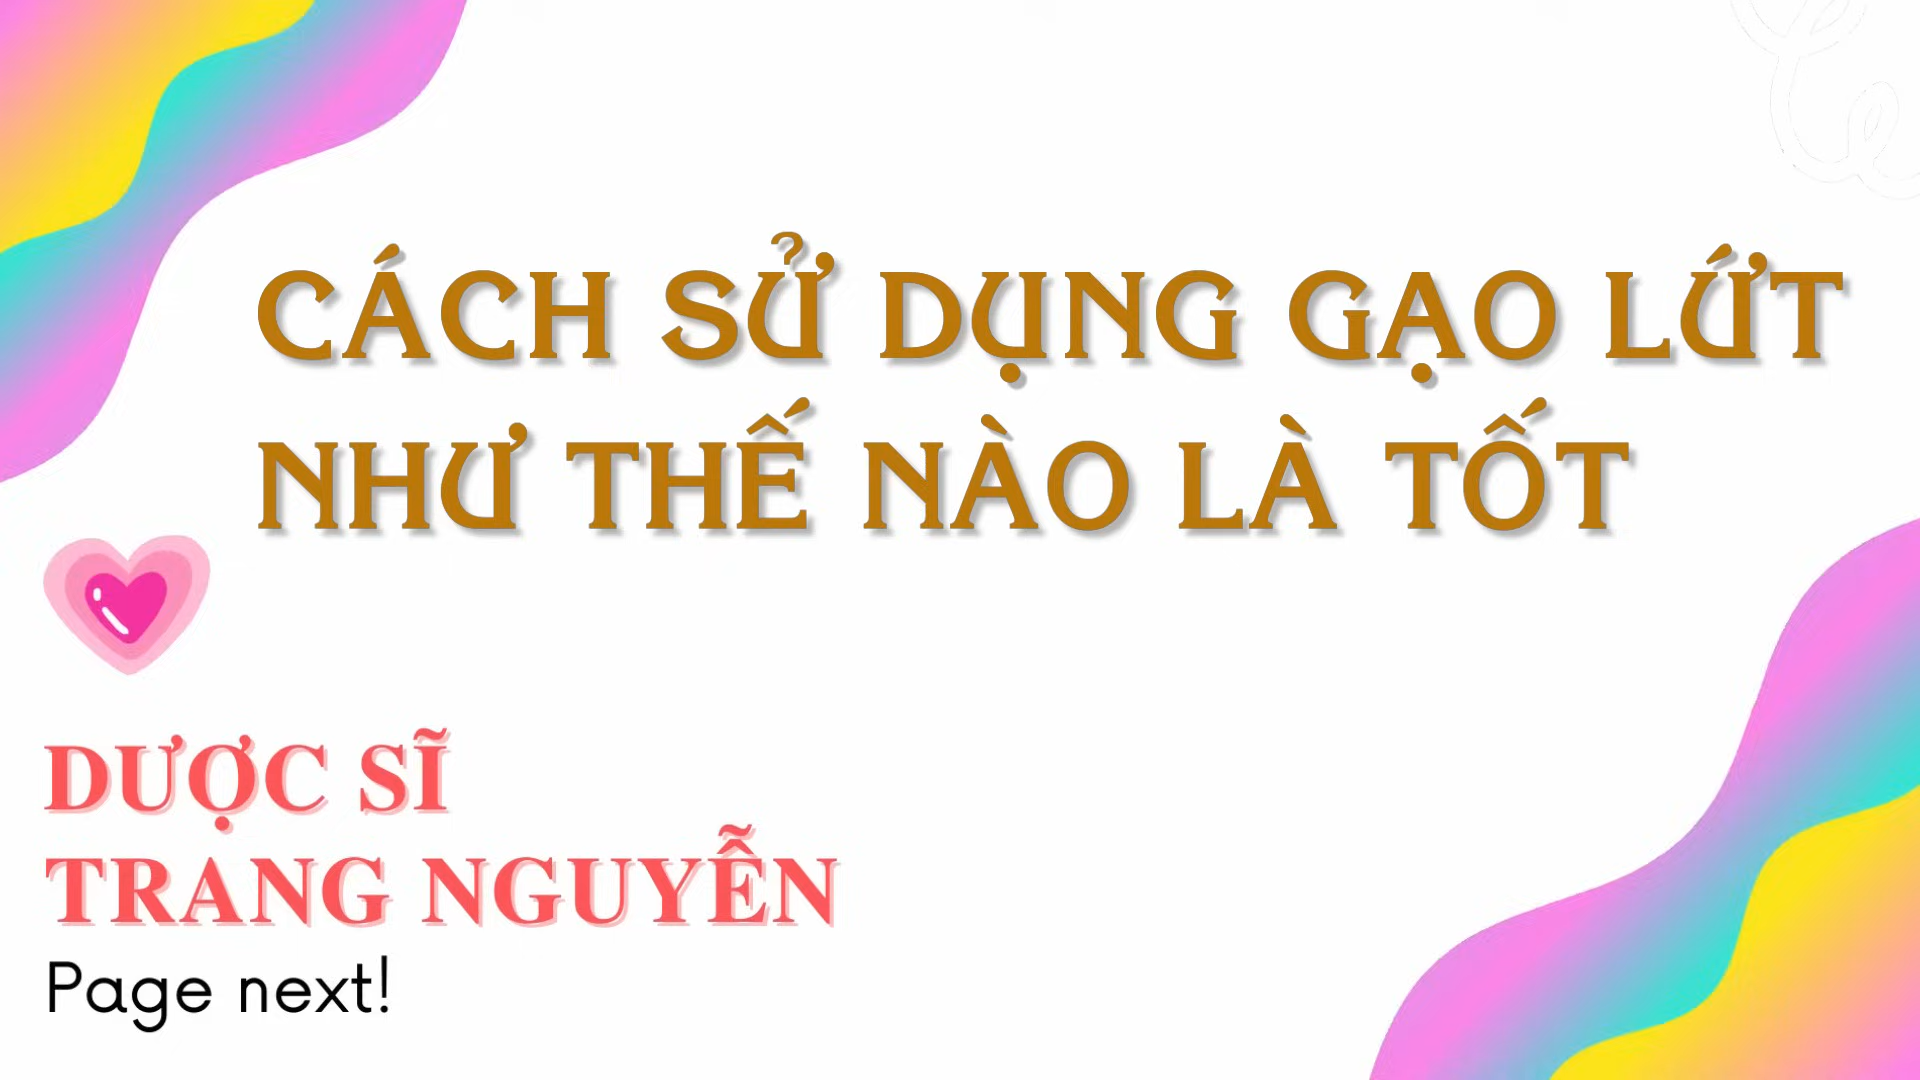 CÁCH SỬ DỤNG GẠO LỨT
NHƯ THẾ NÀO LÀ TỐT
DƯỢC SĨ
TRANG NGUYỄN
Page next!